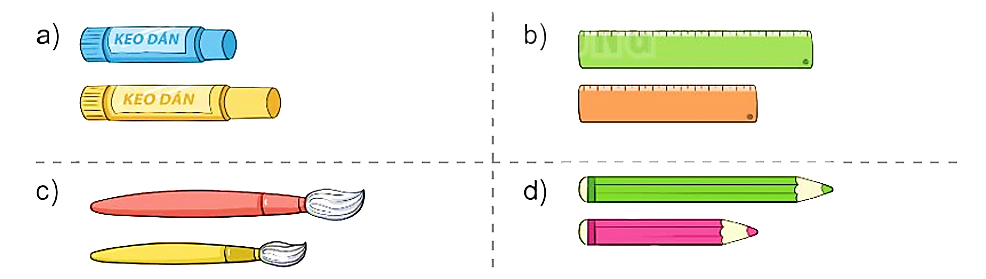 a)
KEO DÁN
KEO DÁN
b)
c)
d)